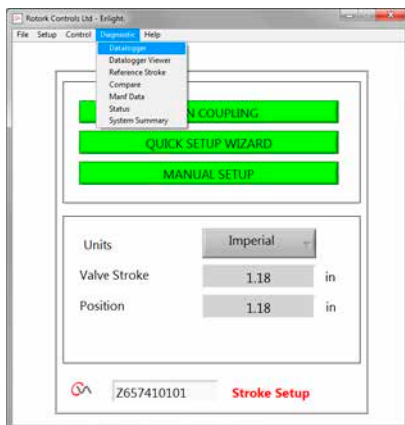 Rotork Controls Ltd - Enlight.
File Setup Control Diagnostic Help
Datalogger
Datalogger Viewer
Reference Stroke
Compare
Manf Data
Status
System Summary
N COUPLING
QUICK SETUP WIZARD
MANUAL SETUP
Units Imperial
Valve Stroke 1.18 in
Position 1.18 in
Z657410101 Stroke Setup